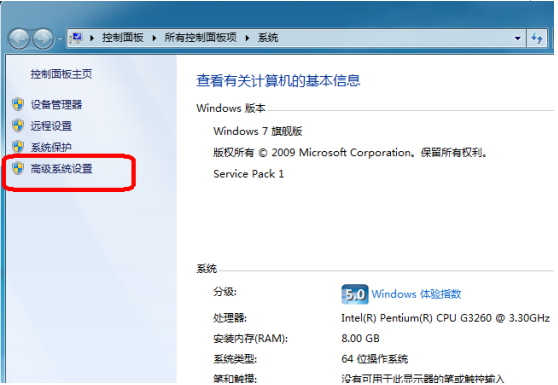 控制面板 ▸ 所有控制面板项 ▸ 系统
控制面板主页
设备管理器
远程设置
系统保护
高级系统设置
查看有关计算机的基本信息
Windows 版本
Windows 7 旗舰版
版权所有 © 2009 Microsoft Corporation。保留所有权利。
Service Pack 1
系统
分级: 5.0 Windows 体验指数
处理器: Intel(R) Pentium(R) CPU G3260 @ 3.30GHz
安装内存(RAM): 8.00 GB
系统类型: 64 位操作系统
笔和触摸: 没有可用于此显示器的笔或触控输入